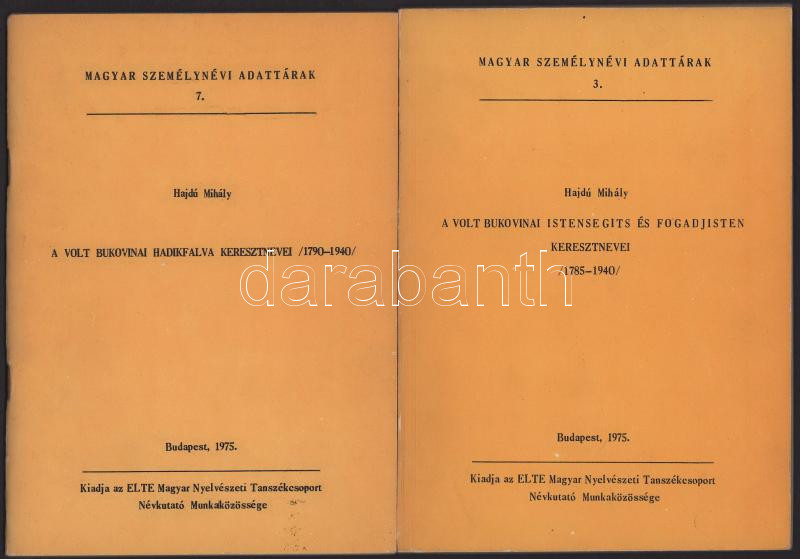 MAGYAR SZEMÉLYNÉVI ADATTÁRAK
7.
Hajdú Mihály
A VOLT BUKOVINAI HADIKFALVA KERESZTNEVEI /1790—1940/
Budapest, 1975.
Kiadja az ELTE Magyar Nyelvészeti Tanszékcsoport
Névkutató Munkaközössége
MAGYAR SZEMÉLYNÉVI ADATTÁRAK
3.
Hajdú Mihály
A VOLT BUKOVINAI ISTENSEGITS ÉS FOGADJISTEN
KERESZTNEVEI
/1785—1940/
Budapest, 1975.
Kiadja az ELTE Magyar Nyelvészeti Tanszékcsoport
Névkutató Munkaközössége
darabanth